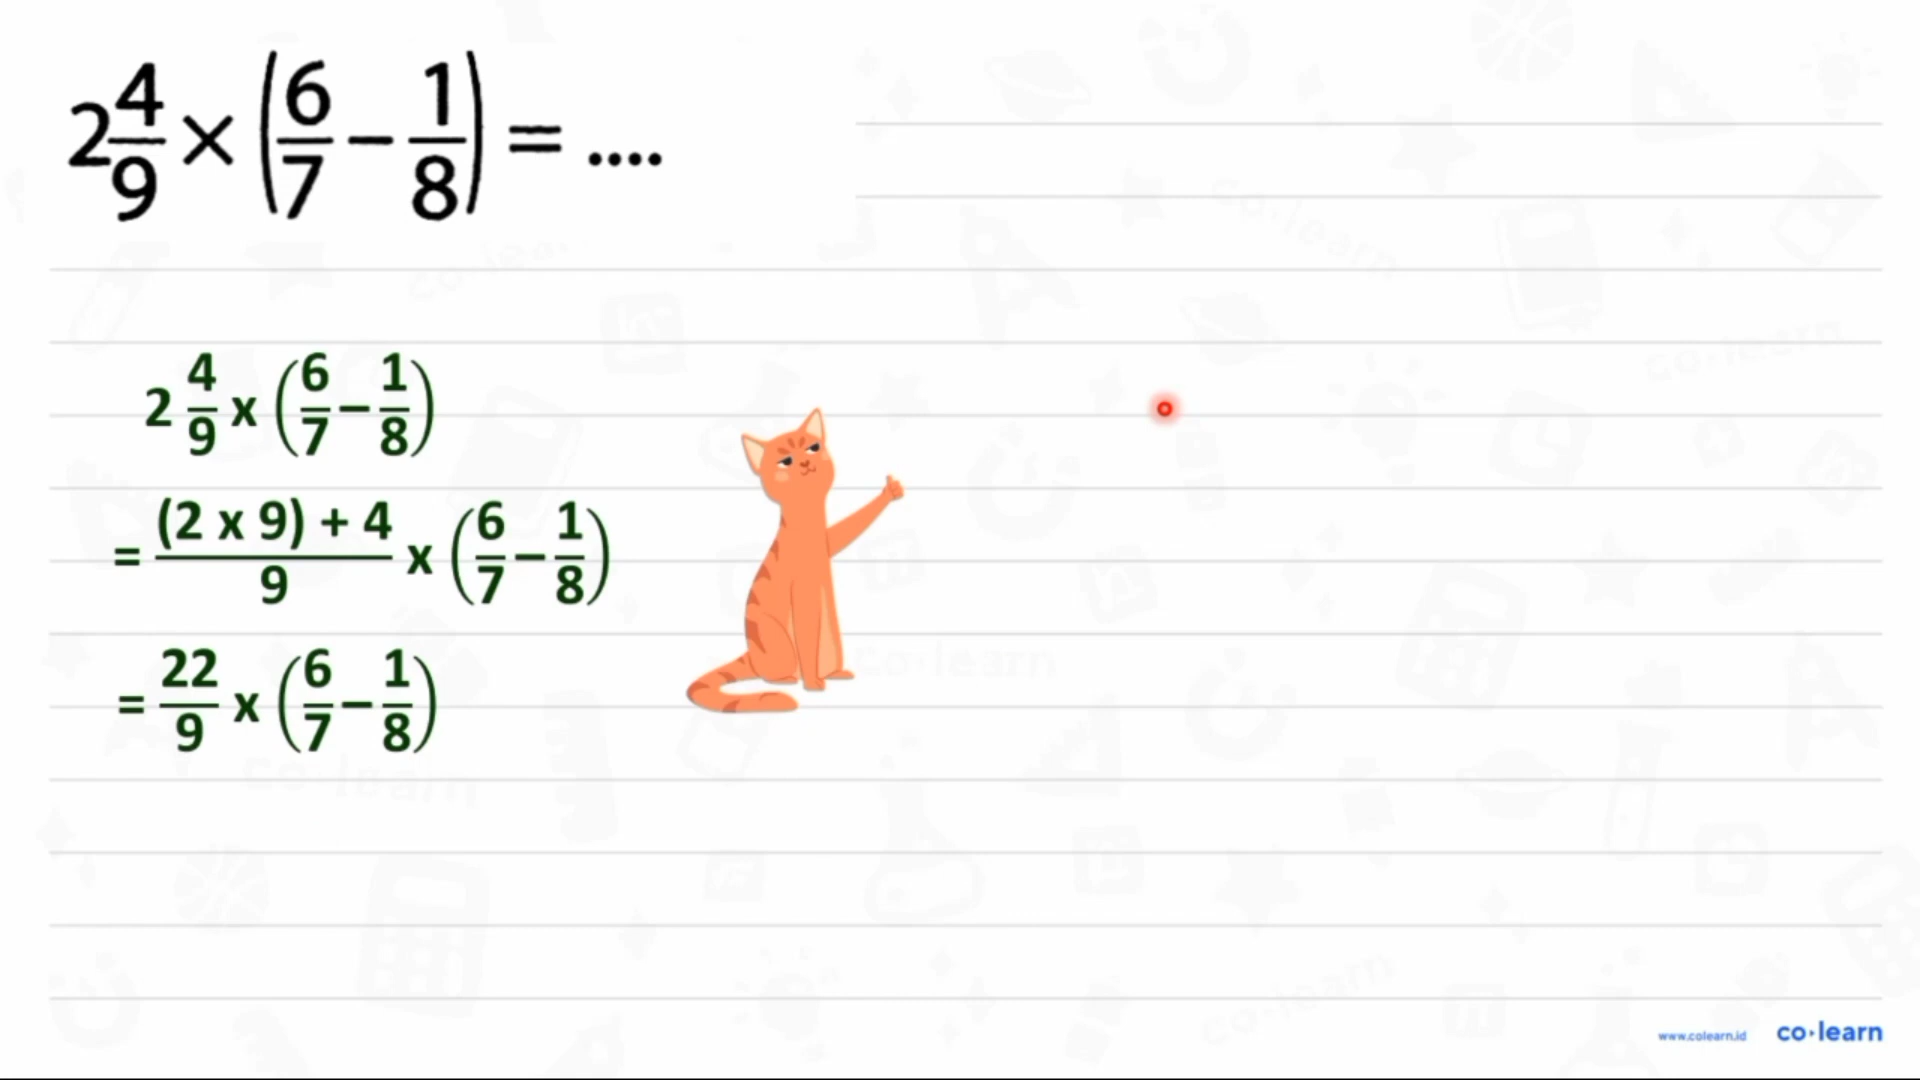 2 4/9 × (6/7 − 1/8) = ....
2 4/9 x (6/7 − 1/8)
= (2 x 9) + 4/9 x (6/7 − 1/8)
= 22/9 x (6/7 − 1/8)
www.colearn.id co·learn